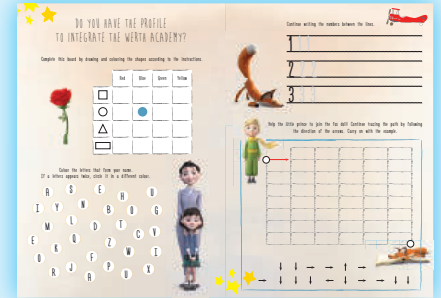 DO YOU HAVE THE PROFILE
TO INTEGRATE THE WERTH ACADEMY?
Complete this board by drawing and colouring the shapes according to the instructions.
Red Blue Green Yellow
Colour the letters that form your name.
If a letters appears twice, circle it in a different colour.
A S E H U
I Y N B O G
W L D T C V
E K Q F Z W I
O R J A P U X
Continue writing the numbers between the lines.
1 1
2 2
3 3
Help the little prince to join the fox doll! Continue tracing the path by following
the direction of the arrows. Carry on with the example.